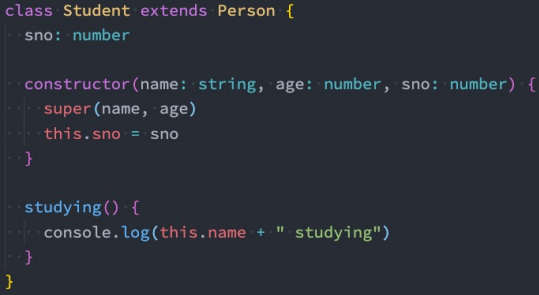 class Student extends Person {
  sno: number

  constructor(name: string, age: number, sno: number) {
    super(name, age)
    this.sno = sno
  }

  studying() {
    console.log(this.name + " studying")
  }
}